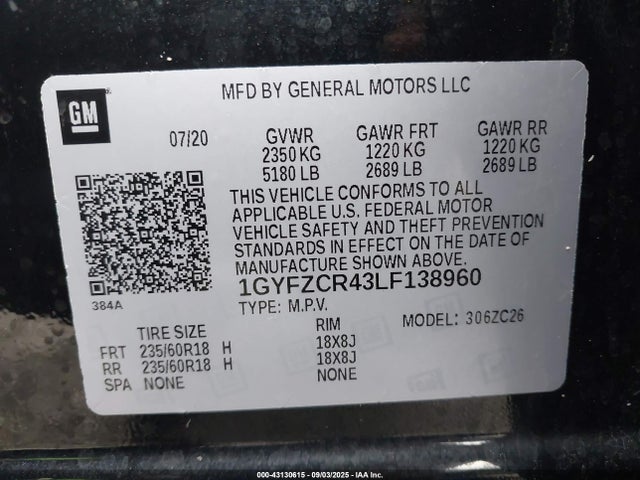 GM
MFD BY GENERAL MOTORS LLC
07/20 GVWR GAWR FRT GAWR RR
2350 KG 1220 KG 1220 KG
5180 LB 2689 LB 2689 LB
THIS VEHICLE CONFORMS TO ALL
APPLICABLE U.S. FEDERAL MOTOR
VEHICLE SAFETY AND THEFT PREVENTION
STANDARDS IN EFFECT ON THE DATE OF
MANUFACTURE SHOWN ABOVE.
1GYFZCR43LF138960
384A
TYPE: M.P.V. MODEL: 306ZC26
TIRE SIZE RIM
FRT 235/60R18 H 18X8J
RR 235/60R18 H 18X8J
SPA NONE NONE
000-43130615 - 09/03/2025 - IAA Inc.